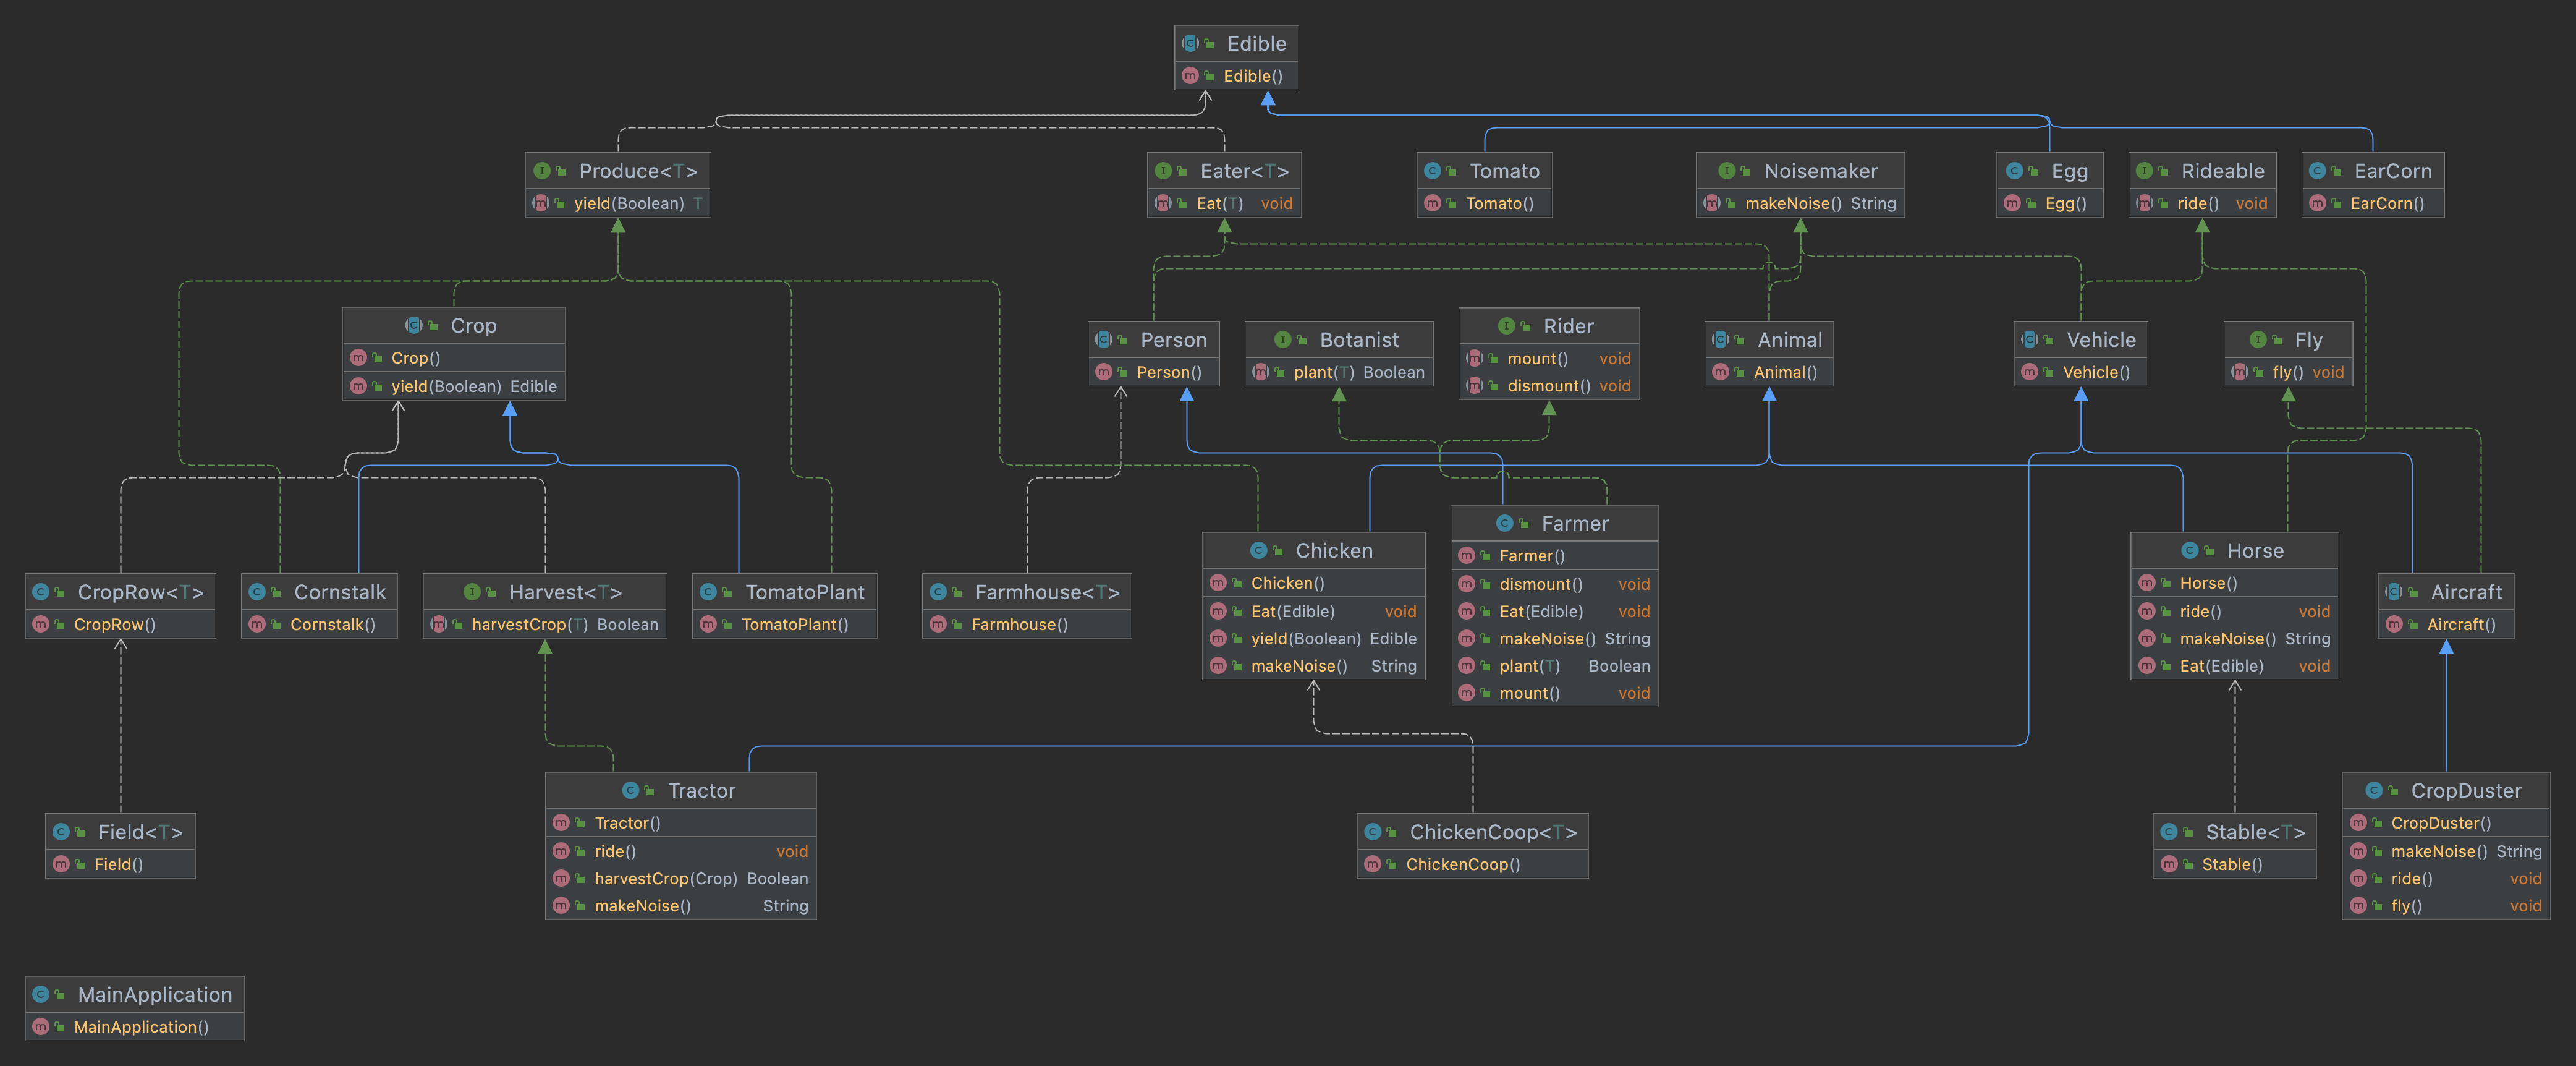 Edible
Edible()
Produce<T>
yield(Boolean) T
Eater<T>
Eat(T) void
Tomato
Tomato()
Noisemaker
makeNoise() String
Egg
Egg()
Rideable
ride() void
EarCorn
EarCorn()
Crop
Crop()
yield(Boolean) Edible
Person
Person()
Botanist
plant(T) Boolean
Rider
mount() void
dismount() void
Animal
Animal()
Vehicle
Vehicle()
Fly
fly() void
CropRow<T>
CropRow()
Cornstalk
Cornstalk()
Harvest<T>
harvestCrop(T) Boolean
TomatoPlant
TomatoPlant()
Farmhouse<T>
Farmhouse()
Chicken
Chicken()
Eat(Edible) void
yield(Boolean) Edible
makeNoise() String
Farmer
Farmer()
dismount() void
Eat(Edible) void
makeNoise() String
plant(T) Boolean
mount() void
Horse
Horse()
ride() void
makeNoise() String
Eat(Edible) void
Aircraft
Aircraft()
Field<T>
Field()
Tractor
Tractor()
ride() void
harvestCrop(Crop) Boolean
makeNoise() String
ChickenCoop<T>
ChickenCoop()
Stable<T>
Stable()
CropDuster
CropDuster()
makeNoise() String
ride() void
fly() void
MainApplication
MainApplication()